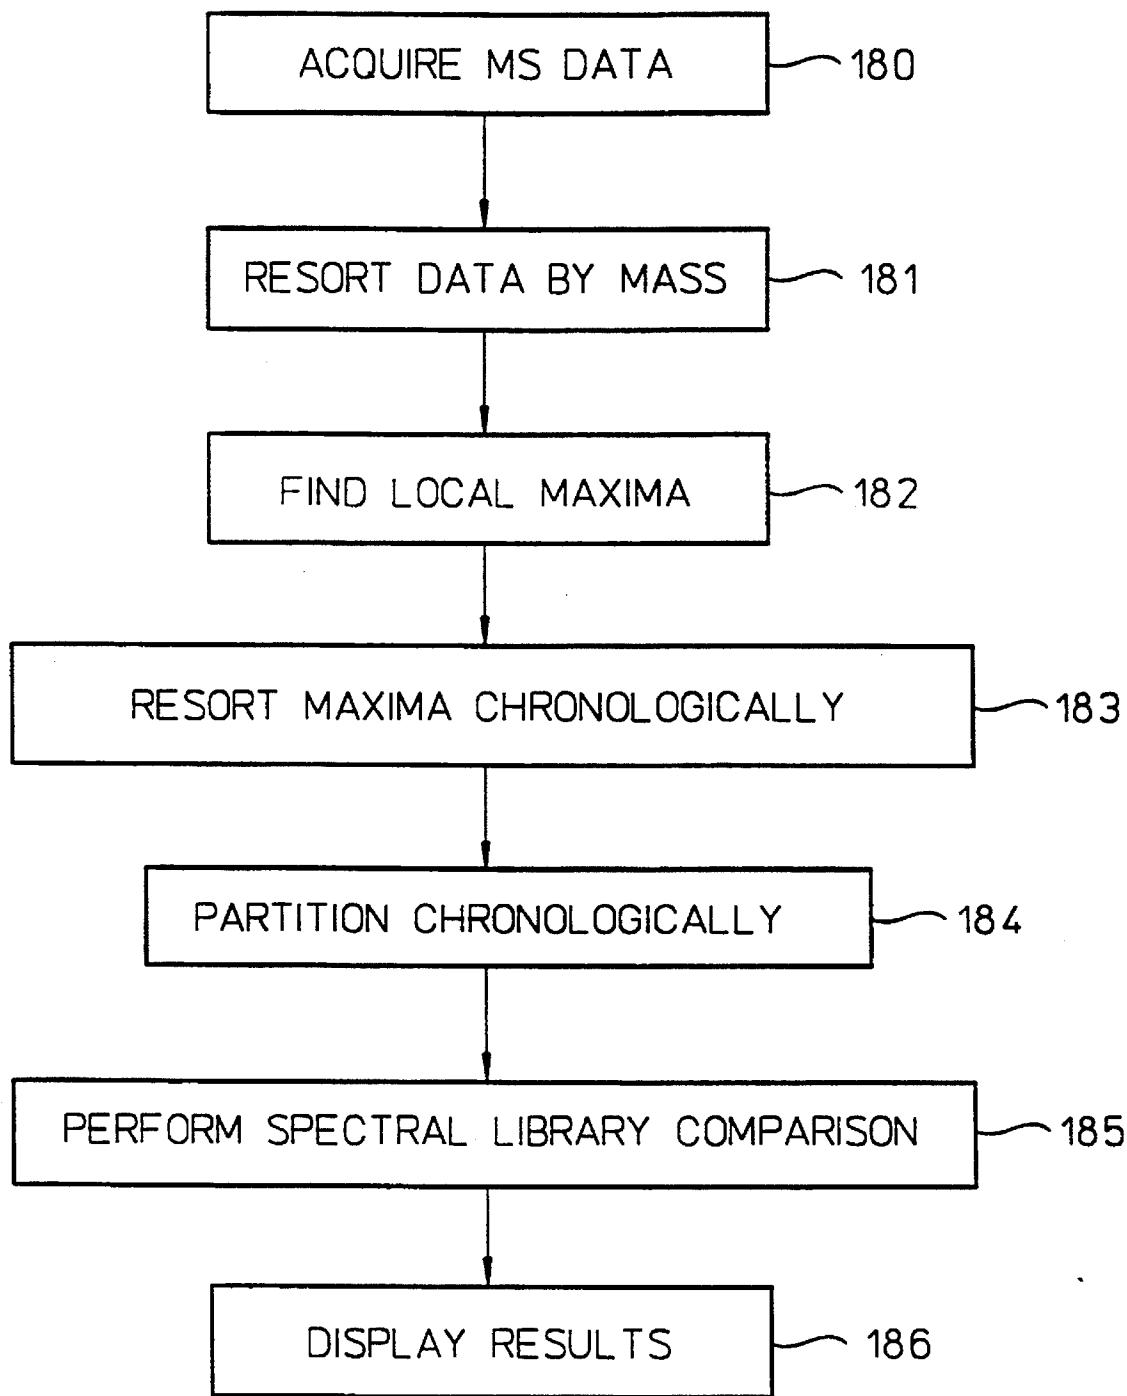 ACQUIRE MS DATA 180
RESORT DATA BY MASS 181
FIND LOCAL MAXIMA 182
RESORT MAXIMA CHRONOLOGICALLY 183
PARTITION CHRONOLOGICALLY 184
PERFORM SPECTRAL LIBRARY COMPARISON 185
DISPLAY RESULTS 186